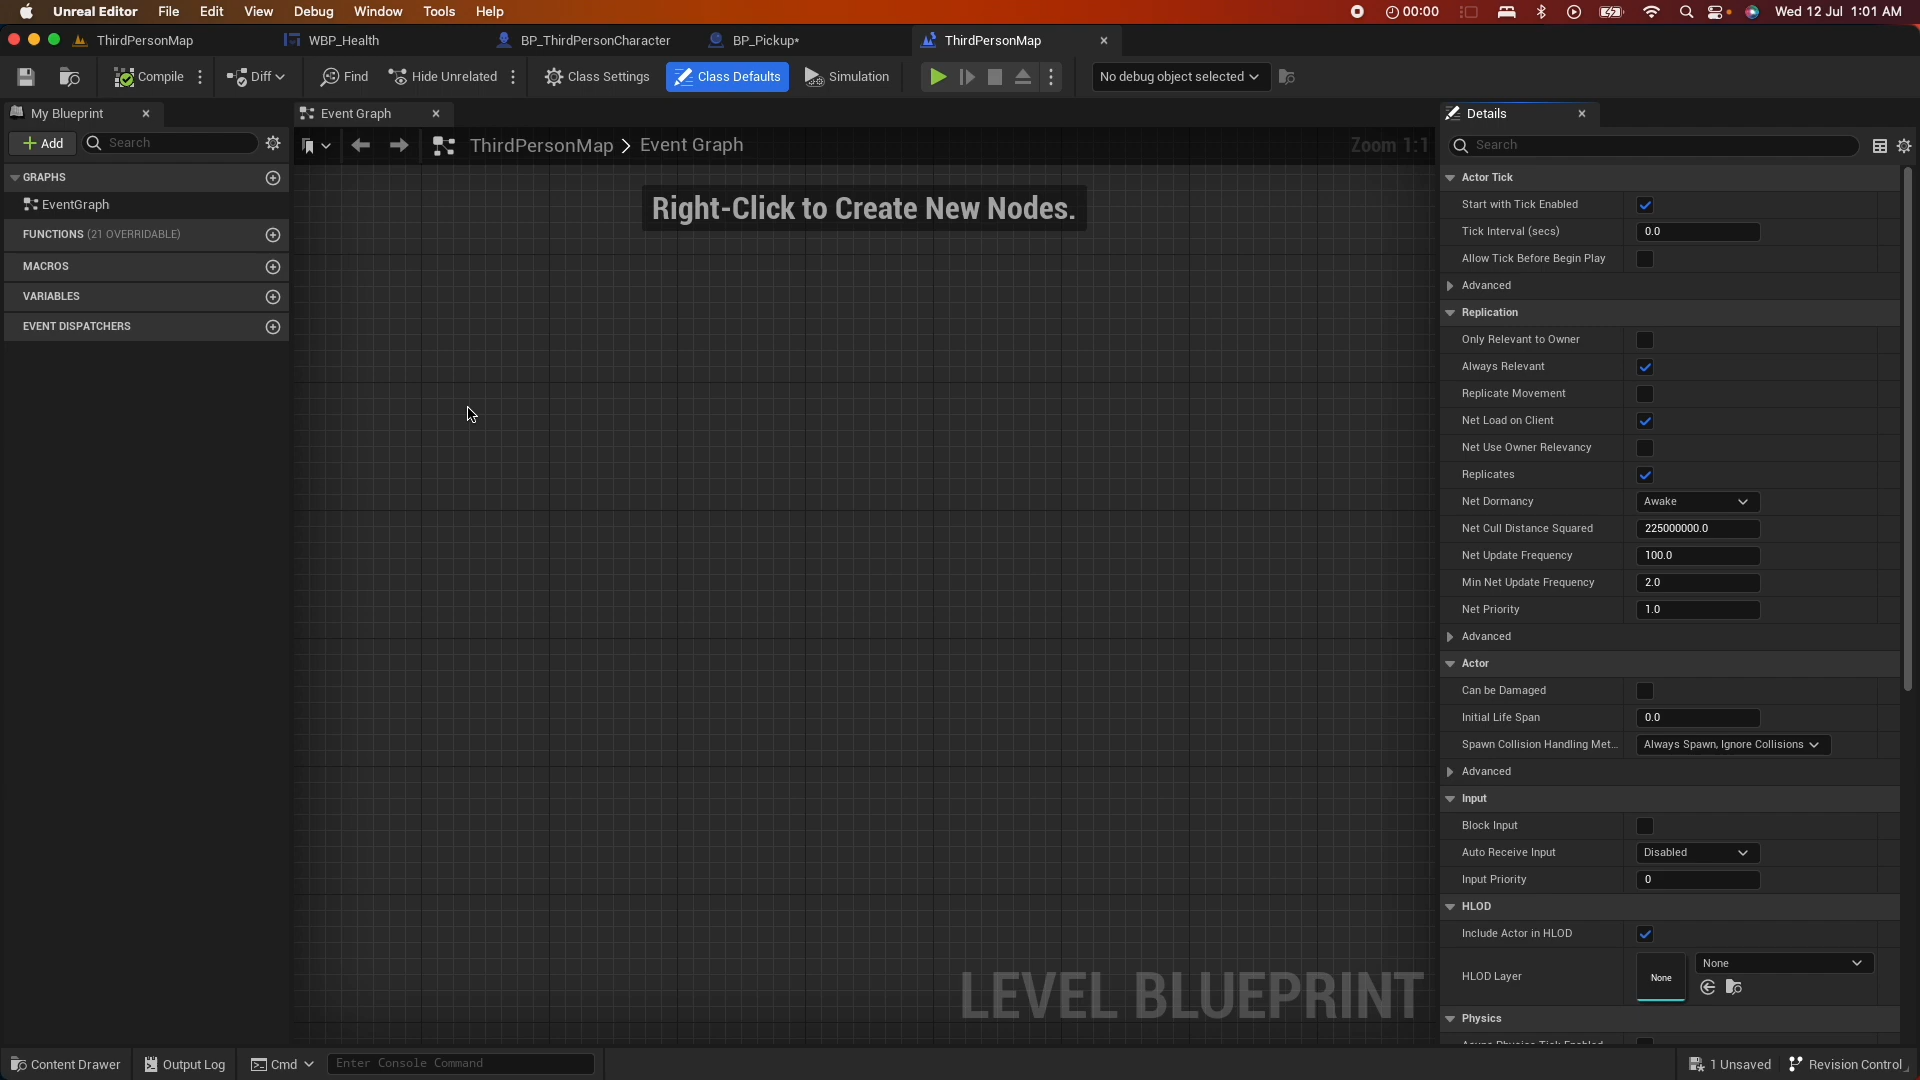 Unreal Editor File Edit View Debug Window Tools Help 00:00 Wed 12 Jul 1:01 AM
ThirdPersonMap WBP_Health BP_ThirdPersonCharacter BP_Pickup* ThirdPersonMap
Compile Diff Find Hide Unrelated Class Settings Class Defaults Simulation No debug object selected
My Blueprint
Add Search
GRAPHS
EventGraph
FUNCTIONS (21 OVERRIDABLE)
MACROS
VARIABLES
EVENT DISPATCHERS
Event Graph
ThirdPersonMap > Event Graph Zoom 1:1
Right-Click to Create New Nodes.
LEVEL BLUEPRINT
Details
Search
Actor Tick
Start with Tick Enabled
Tick Interval (secs) 0.0
Allow Tick Before Begin Play
Advanced
Replication
Only Relevant to Owner
Always Relevant
Replicate Movement
Net Load on Client
Net Use Owner Relevancy
Replicates
Net Dormancy Awake
Net Cull Distance Squared 225000000.0
Net Update Frequency 100.0
Min Net Update Frequency 2.0
Net Priority 1.0
Advanced
Actor
Can be Damaged
Initial Life Span 0.0
Spawn Collision Handling Met... Always Spawn, Ignore Collisions
Advanced
Input
Block Input
Auto Receive Input Disabled
Input Priority 0
HLOD
Include Actor in HLOD
HLOD Layer None None
Physics
Content Drawer Output Log Cmd Enter Console Command 1 Unsaved Revision Control